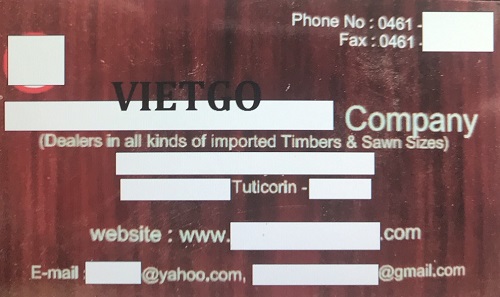 Phone No : 0461 -
Fax : 0461 -
VIETGO
Company
(Dealers in all kinds of imported Timbers & Sawn Sizes)
Tuticorin -
website : www. .com
E-mail : @yahoo.com, @gmail.com